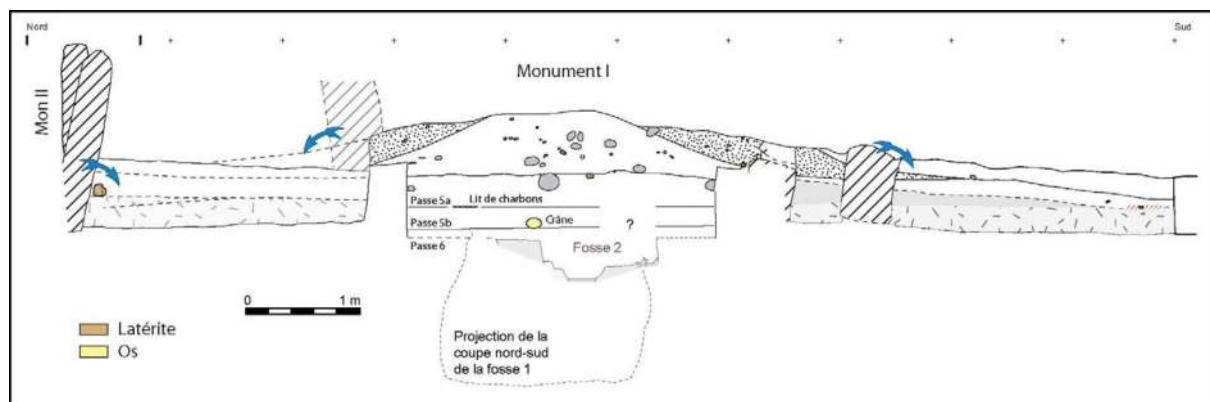 Nord
Sud
Monument I
Mon II
Passe 5a
Lit de charbons
Passe 5b
Crâne
?
Passe 6
Fosse 2
0 1 m
Projection de la
coupe nord-sud
de la fosse 1
Latérite
Os